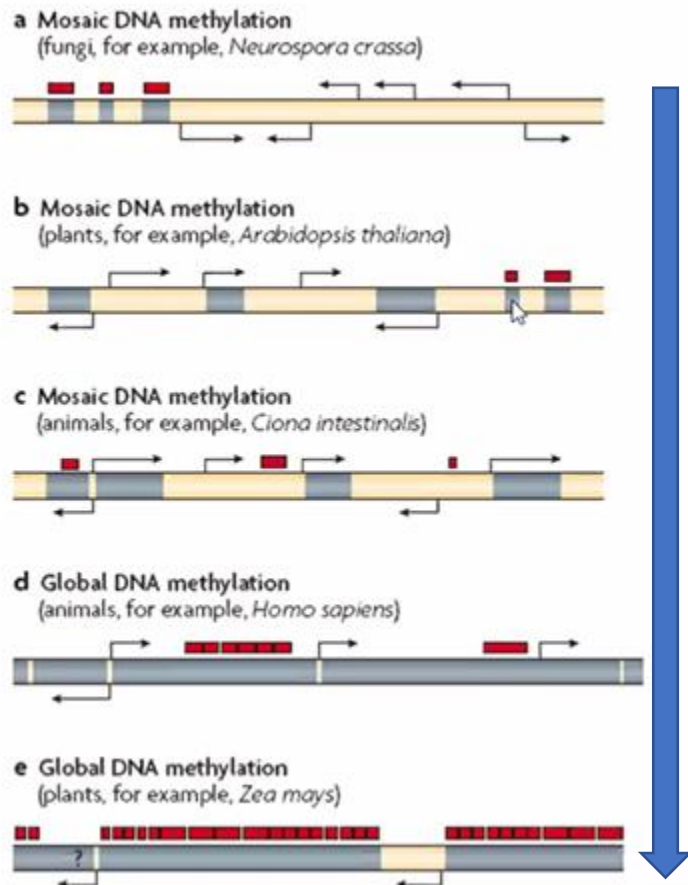 a Mosaic DNA methylation
(fungi, for example, Neurospora crassa)
b Mosaic DNA methylation
(plants, for example, Arabidopsis thaliana)
c Mosaic DNA methylation
(animals, for example, Ciona intestinalis)
d Global DNA methylation
(animals, for example, Homo sapiens)
e Global DNA methylation
(plants, for example, Zea mays)
?